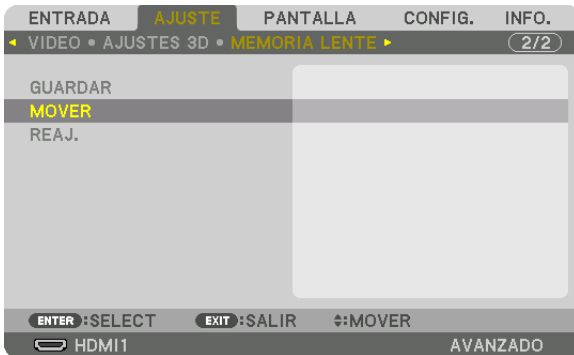 ENTRADA AJUSTE PANTALLA CONFIG. INFO.
VIDEO • AJUSTES 3D • MEMORIA LENTE 2/2
GUARDAR
MOVER
REAJ.
ENTER :SELECT EXIT :SALIR :MOVER
HDMI1 AVANZADO